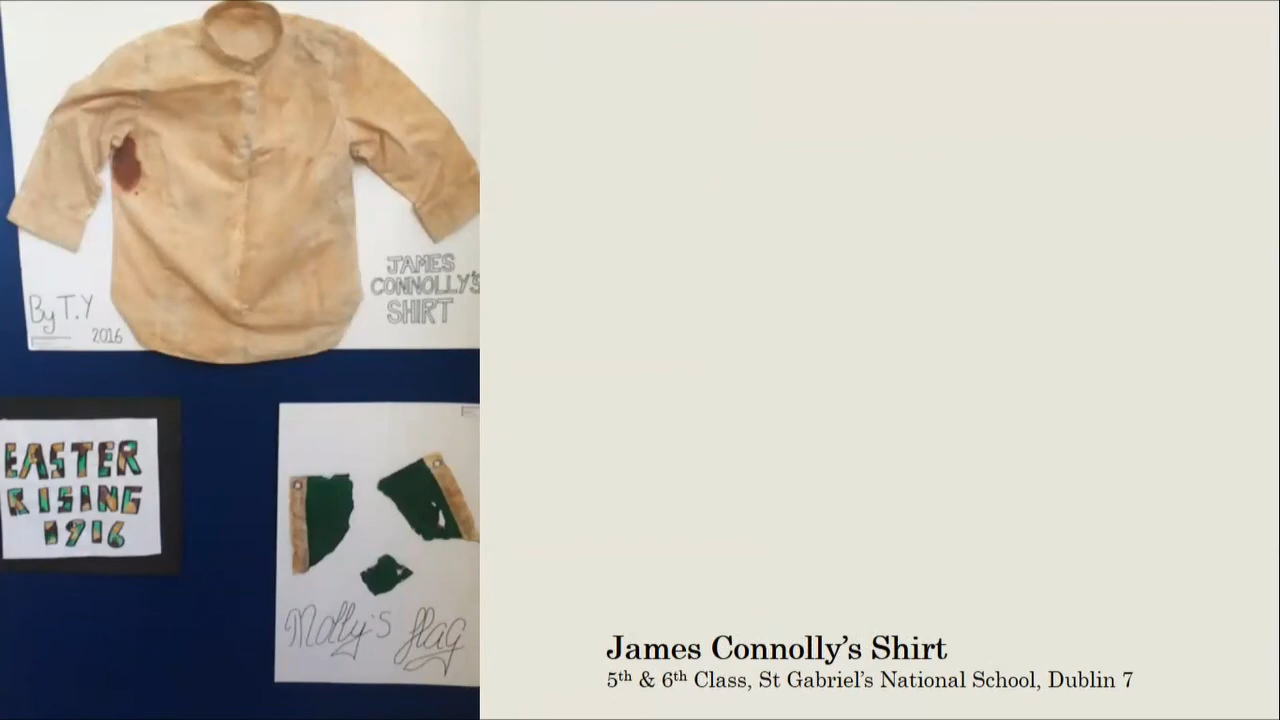 By T.Y
2016
JAMES
CONNOLLY'S
SHIRT
EASTER
RISING
1916
Molly's flag
James Connolly’s Shirt
5th & 6th Class, St Gabriel’s National School, Dublin 7